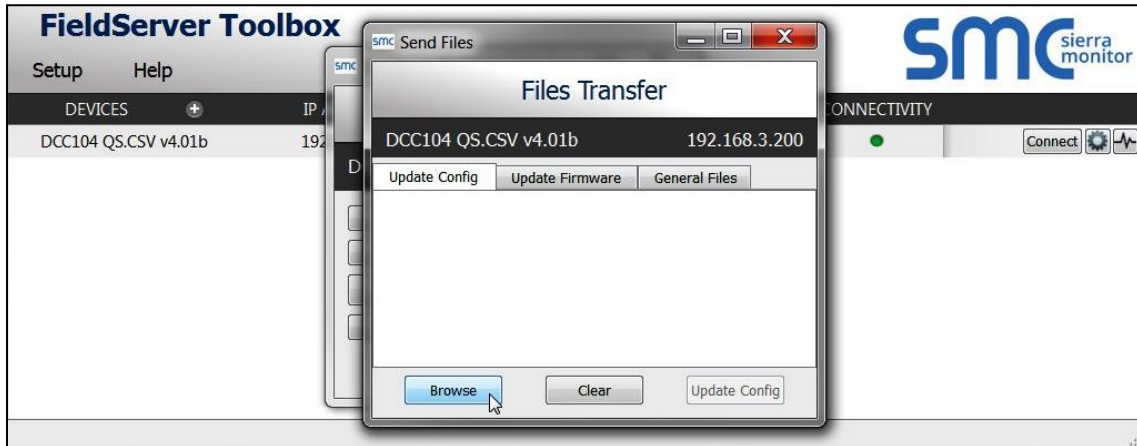 FieldServer Toolbox
Setup Help
smc sierra monitor
DEVICES IP CONNECTIVITY
DCC104 QS.CSV v4.01b 192 Connect
smc
D
smc Send Files
Files Transfer
DCC104 QS.CSV v4.01b 192.168.3.200
Update Config Update Firmware General Files
Browse Clear Update Config